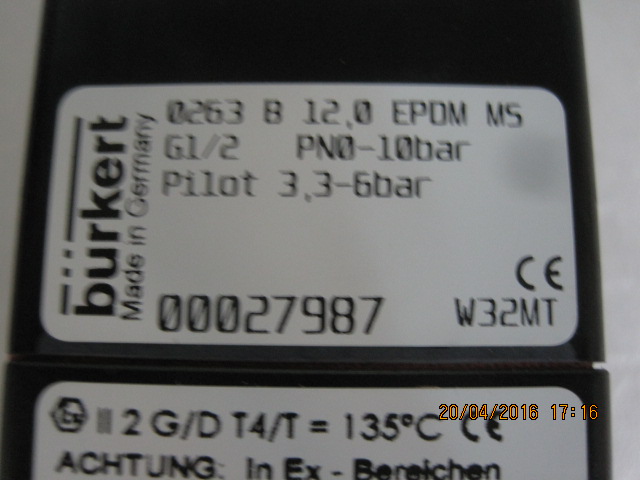 0263 B 12,0 EPDM MS
G1/2 PN0-10bar
Pilot 3,3-6bar
CE
00027987 W32MT
bürkert
Made in Germany
Ex II 2 G/D T4/T = 135°C CE
ACHTUNG: In Ex - Bereichen
20/04/2016 17:16